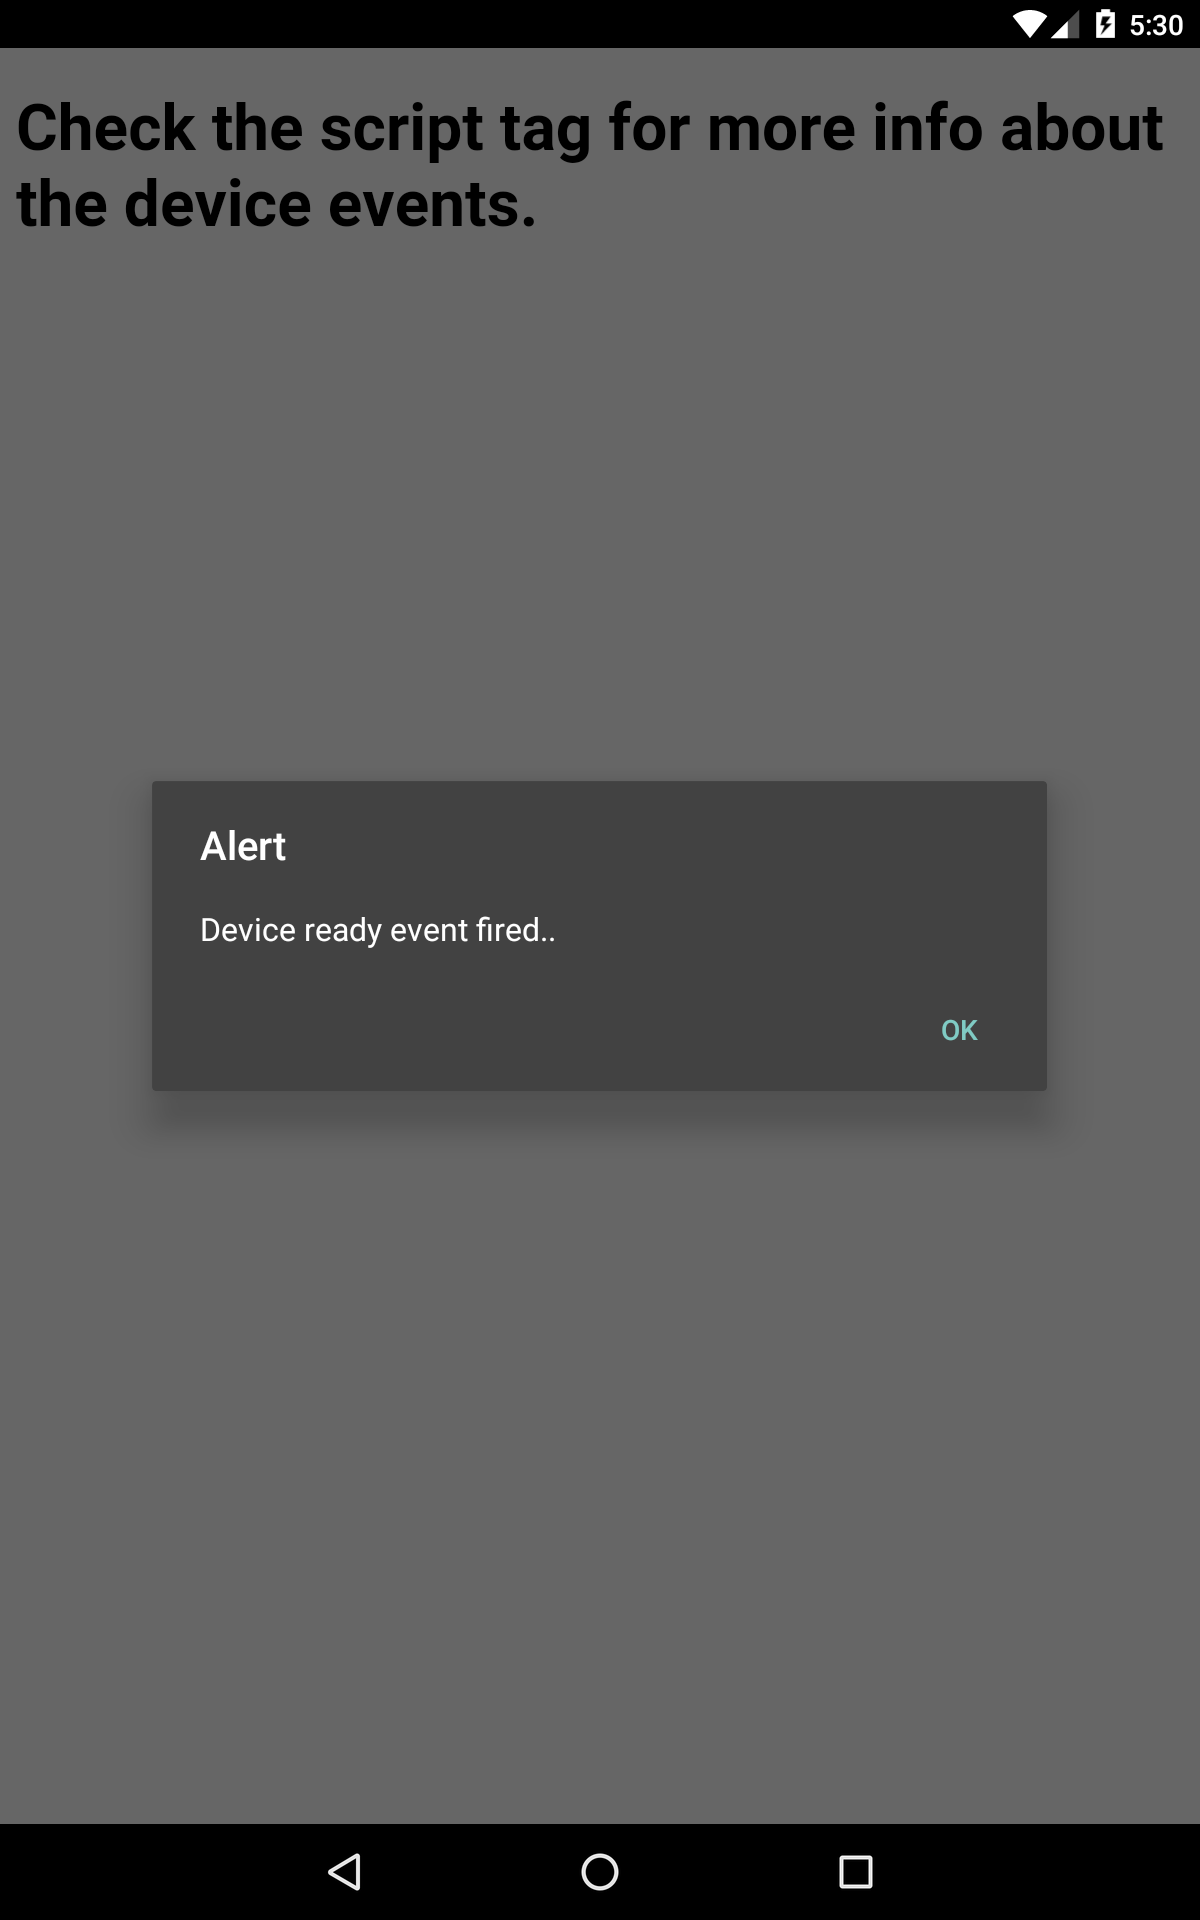 5:30
Check the script tag for more info about
the device events.
Alert
Device ready event fired..
OK